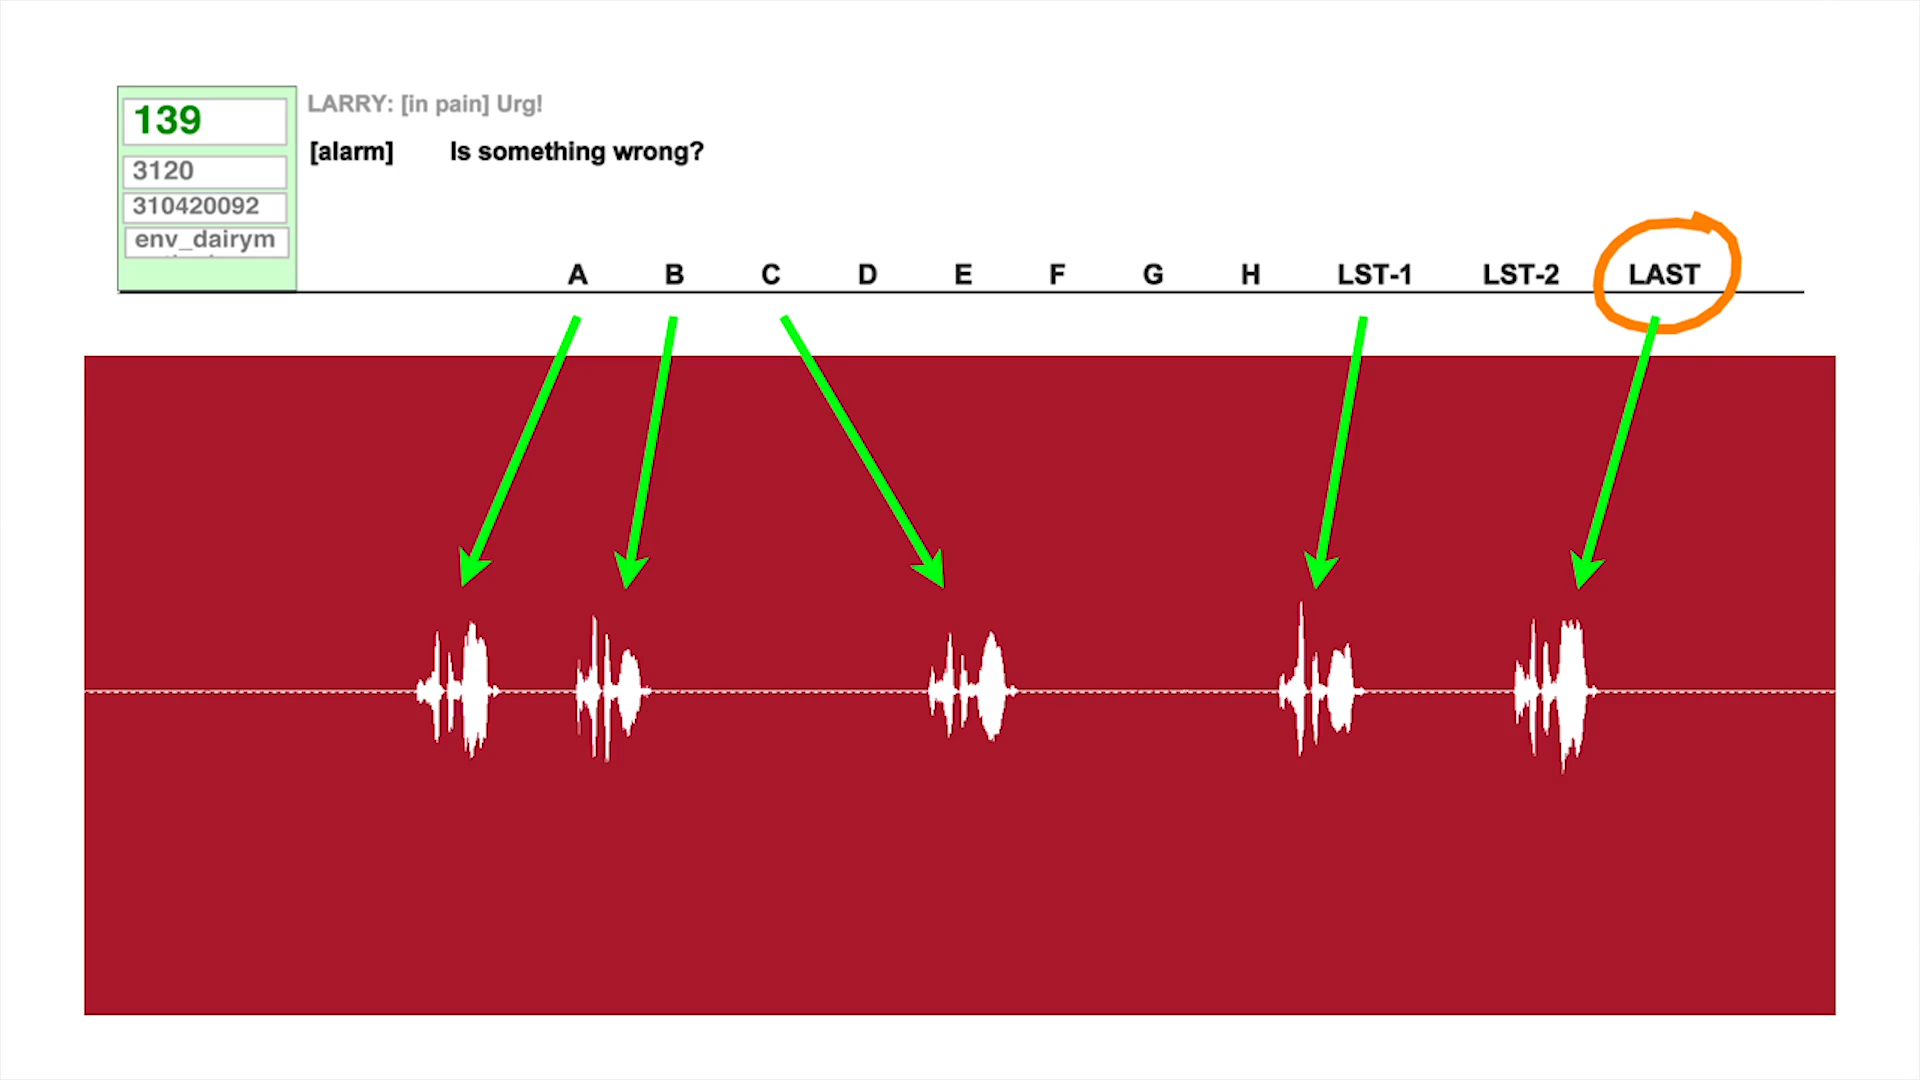 139
3120
310420092
env_dairym
LARRY: [in pain] Urg!
[alarm] Is something wrong?
A B C D E F G H LST-1 LST-2 LAST